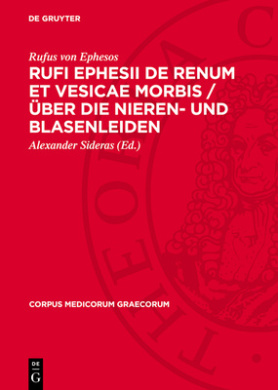 DE GRUYTER
Rufus von Ephesos
RUFI EPHESII DE RENUM
ET VESICAE MORBIS /
ÜBER DIE NIEREN- UND
BLASENLEIDEN
Alexander Sideras (Ed.)
CORPUS MEDICORUM GRAECORUM
DE
G